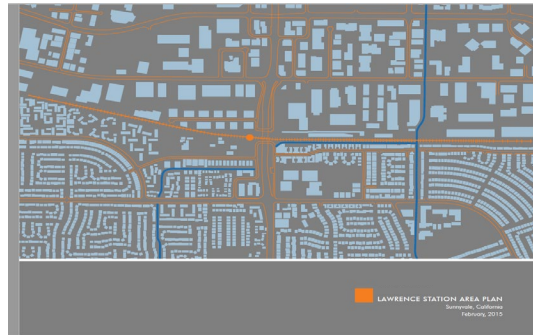 LAWRENCE STATION AREA PLAN
Sunnyvale, California
February, 2015